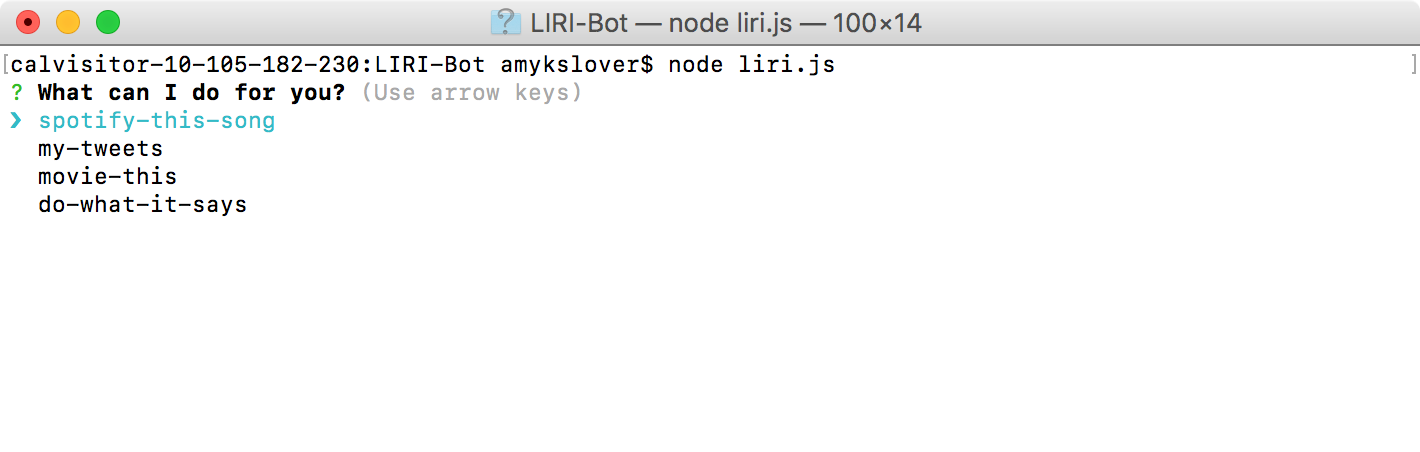 LIRI-Bot — node liri.js — 100×14
[calvisitor-10-105-182-230:LIRI-Bot amykslover$ node liri.js ]
? What can I do for you? (Use arrow keys)
❯ spotify-this-song
my-tweets
movie-this
do-what-it-says